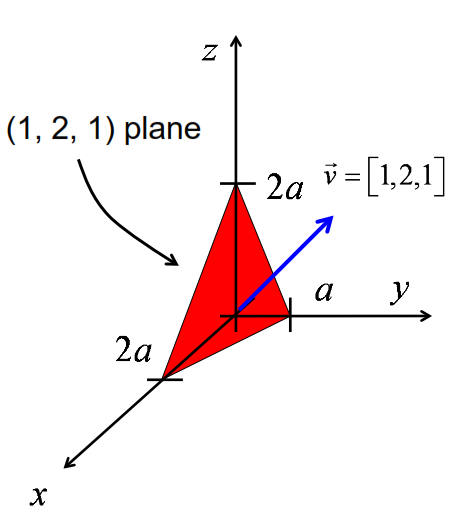 z
(1, 2, 1) plane
2a
v⃗ = [1,2,1]
a
y
2a
x